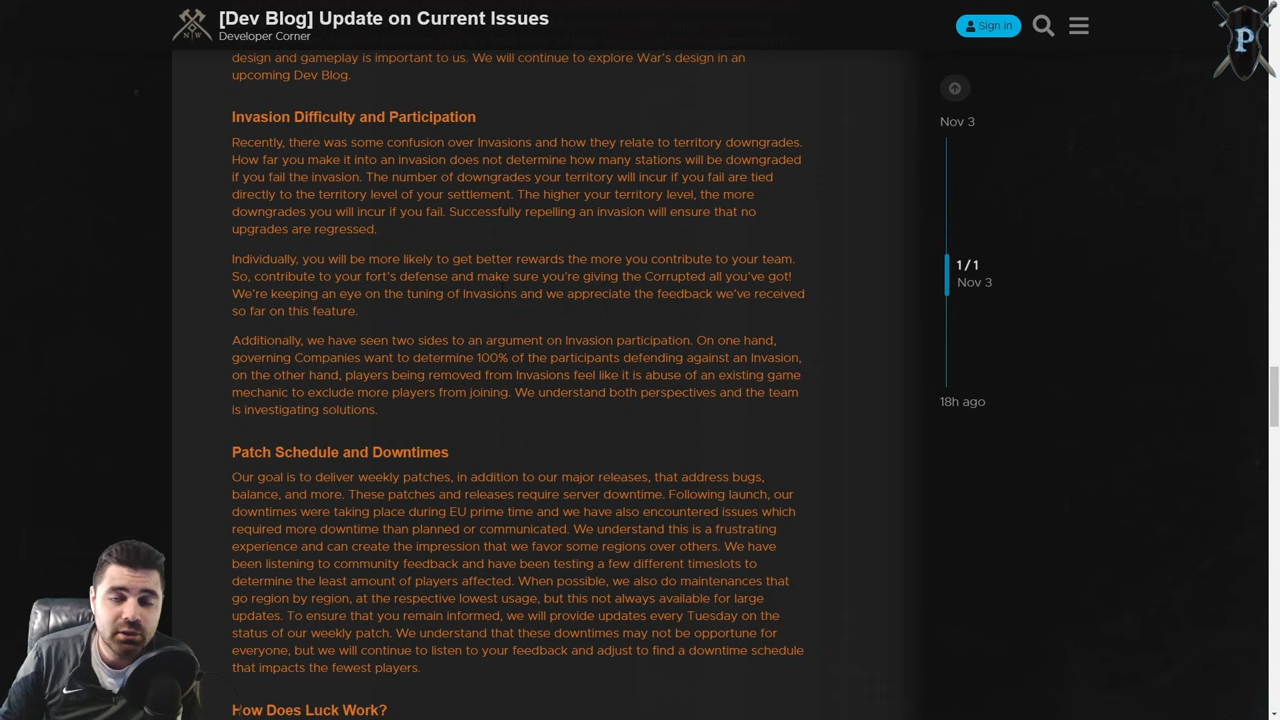 [Dev Blog] Update on Current Issues
Developer Corner
N W
Sign in
P
design and gameplay is important to us. We will continue to explore War's design in an
upcoming Dev Blog.
Invasion Difficulty and Participation
Recently, there was some confusion over Invasions and how they relate to territory downgrades.
How far you make it into an invasion does not determine how many stations will be downgraded
if you fail the invasion. The number of downgrades your territory will incur if you fail are tied
directly to the territory level of your settlement. The higher your territory level, the more
downgrades you will incur if you fail. Successfully repelling an invasion will ensure that no
upgrades are regressed.
Individually, you will be more likely to get better rewards the more you contribute to your team.
So, contribute to your fort's defense and make sure you're giving the Corrupted all you've got!
We're keeping an eye on the tuning of Invasions and we appreciate the feedback we've received
so far on this feature.
Additionally, we have seen two sides to an argument on Invasion participation. On one hand,
governing Companies want to determine 100% of the participants defending against an Invasion,
on the other hand, players being removed from Invasions feel like it is abuse of an existing game
mechanic to exclude more players from joining. We understand both perspectives and the team
is investigating solutions.
Patch Schedule and Downtimes
Our goal is to deliver weekly patches, in addition to our major releases, that address bugs,
balance, and more. These patches and releases require server downtime. Following launch, our
downtimes were taking place during EU prime time and we have also encountered issues which
required more downtime than planned or communicated. We understand this is a frustrating
experience and can create the impression that we favor some regions over others. We have
been listening to community feedback and have been testing a few different timeslots to
determine the least amount of players affected. When possible, we also do maintenances that
go region by region, at the respective lowest usage, but this not always available for large
updates. To ensure that you remain informed, we will provide updates every Tuesday on the
status of our weekly patch. We understand that these downtimes may not be opportune for
everyone, but we will continue to listen to your feedback and adjust to find a downtime schedule
that impacts the fewest players.
How Does Luck Work?
Nov 3
1/1
Nov 3
18h ago